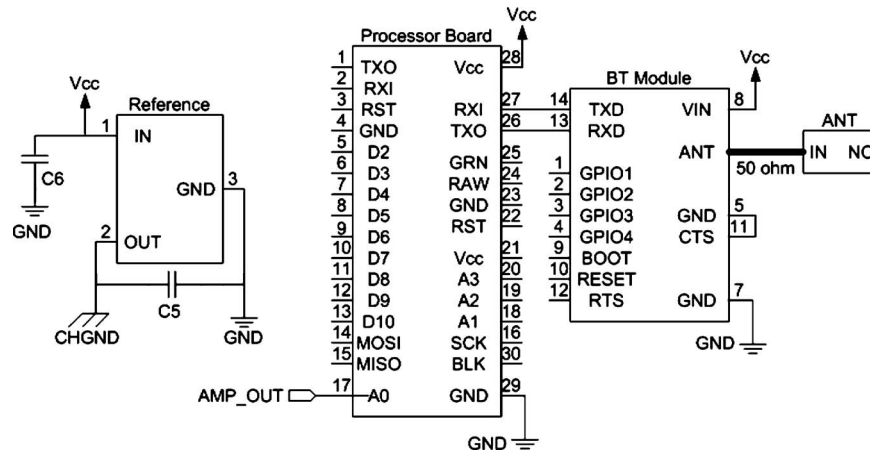 Vcc
Reference
1
IN
C6
GND
GND
3
2
OUT
C5
CHGND
GND
Processor Board
Vcc
1
TXO
2
RXI
3
RST
4
GND
5
D2
6
D3
7
D4
8
D5
9
D6
10
D7
11
D8
12
D9
13
D10
14
MOSI
15
MISO
AMP_OUT
17
A0
Vcc
28
RXI
27
TXO
26
GRN
25
RAW
24
GND
23
RST
22
Vcc
21
A3
20
A2
19
A1
18
SCK
16
BLK
30
GND
29
GND
BT Module
Vcc
14
TXD
13
RXD
1
GPIO1
2
GPIO2
3
GPIO3
4
GPIO4
9
BOOT
10
RESET
12
RTS
VIN
8
ANT
50 ohm
GND
5
CTS
11
GND
7
GND
ANT
IN
NC